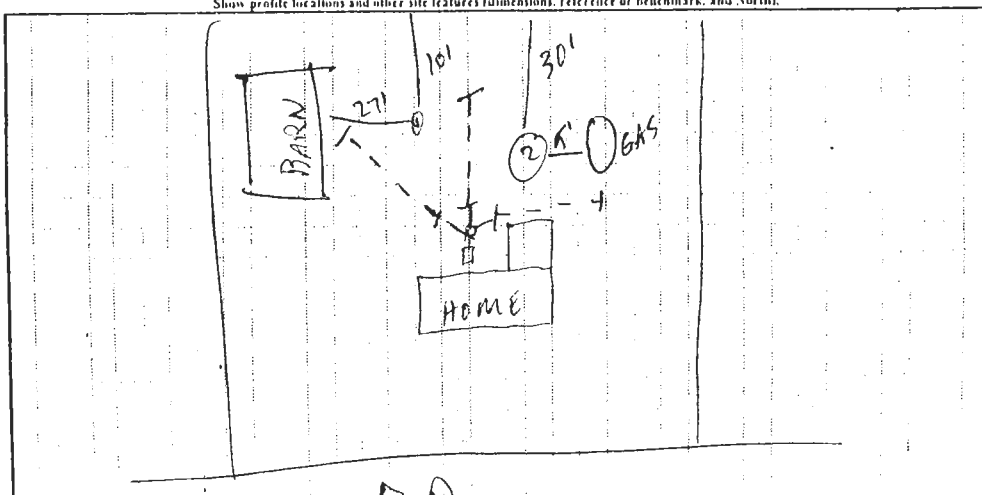 Show profile locations and other site features (dimensions, reference or benchmark, and North).
10'
30'
27'
BARN
2
GAS
HOME